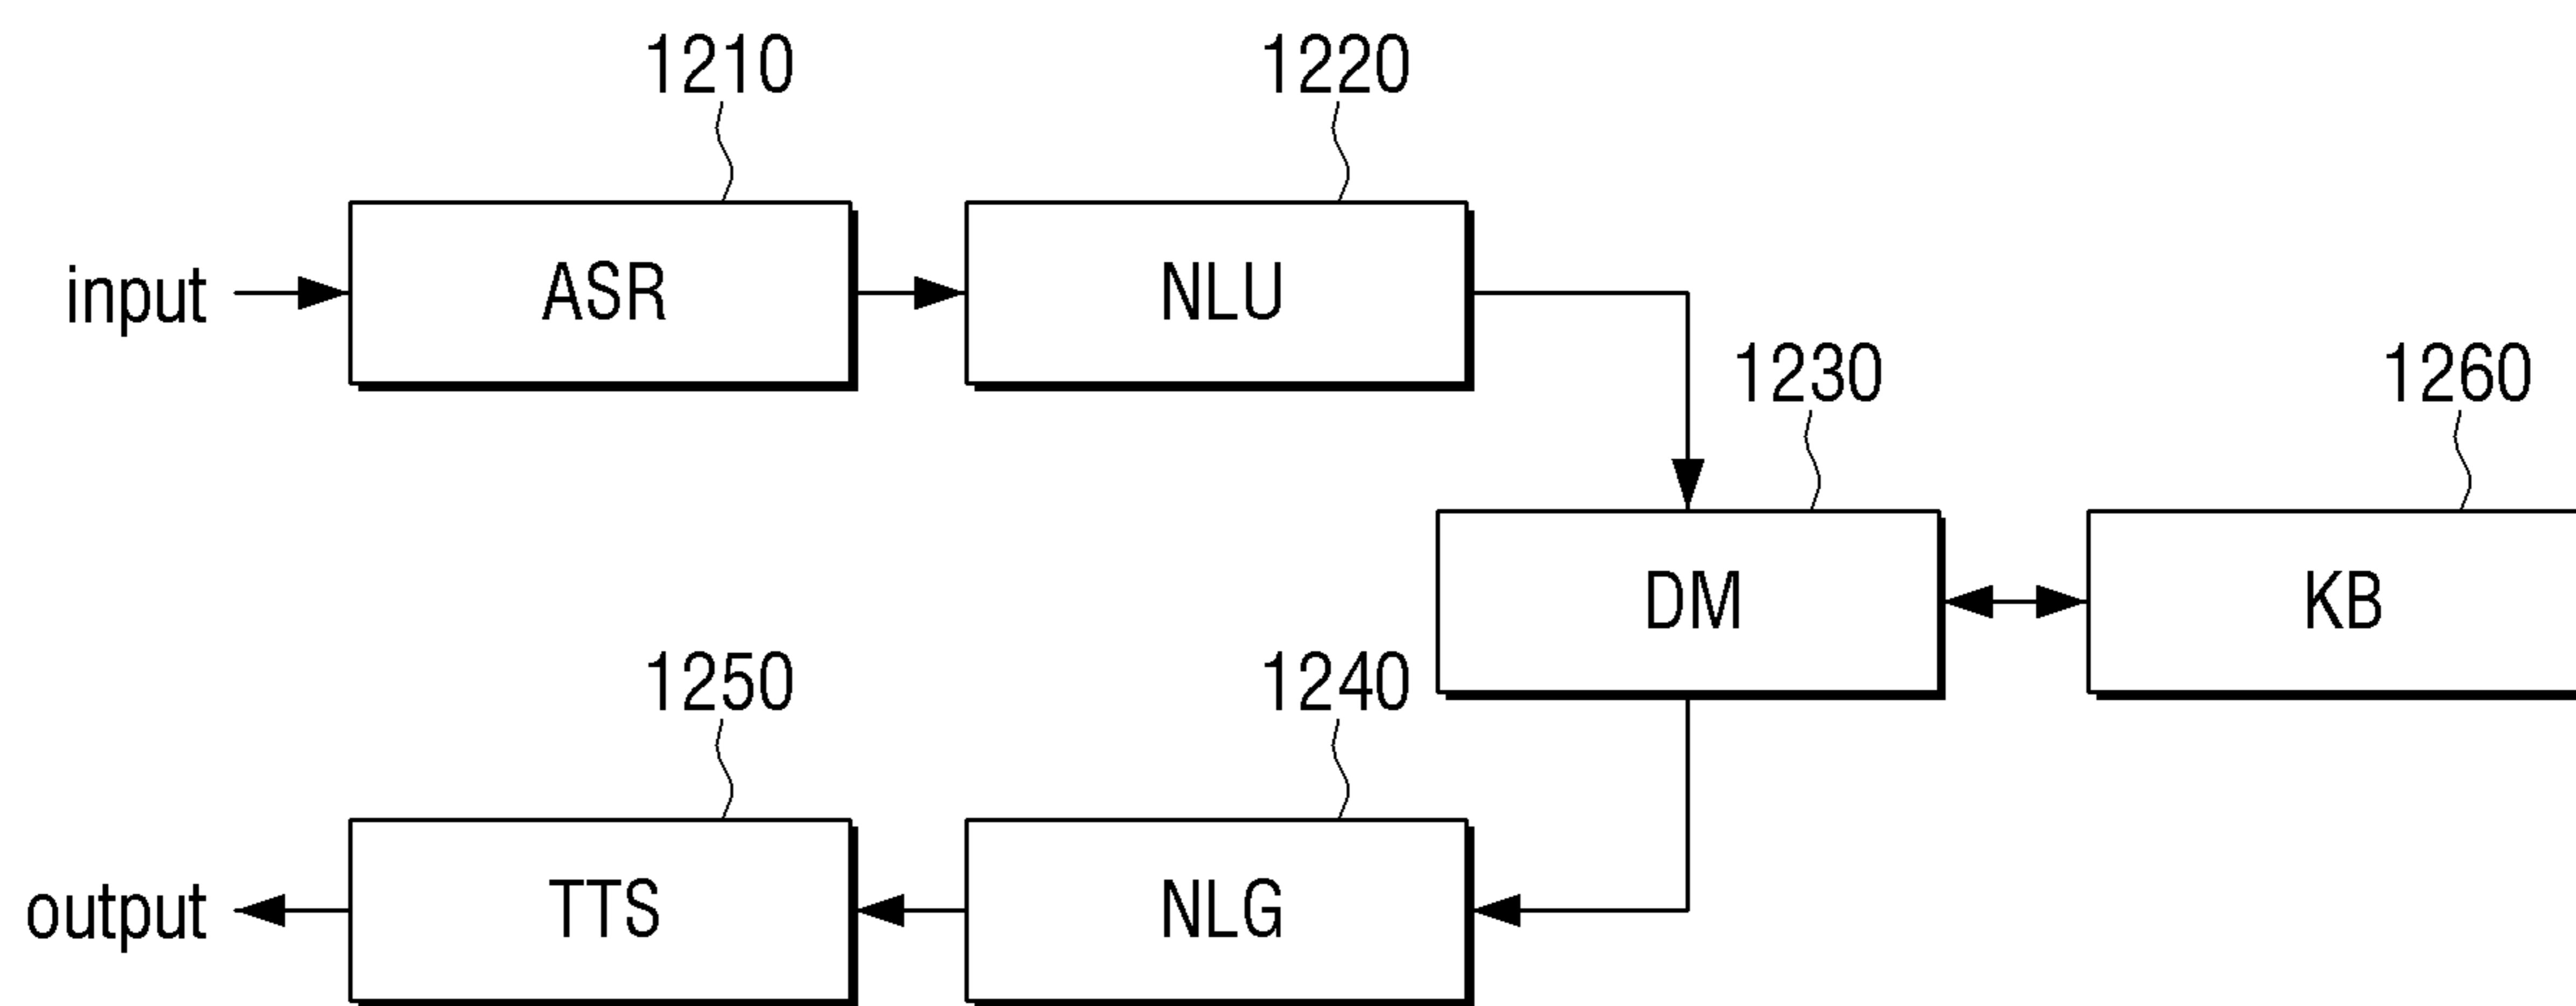 1210
1220
input
ASR
NLU
1230
1260
DM
KB
1250
1240
output
TTS
NLG